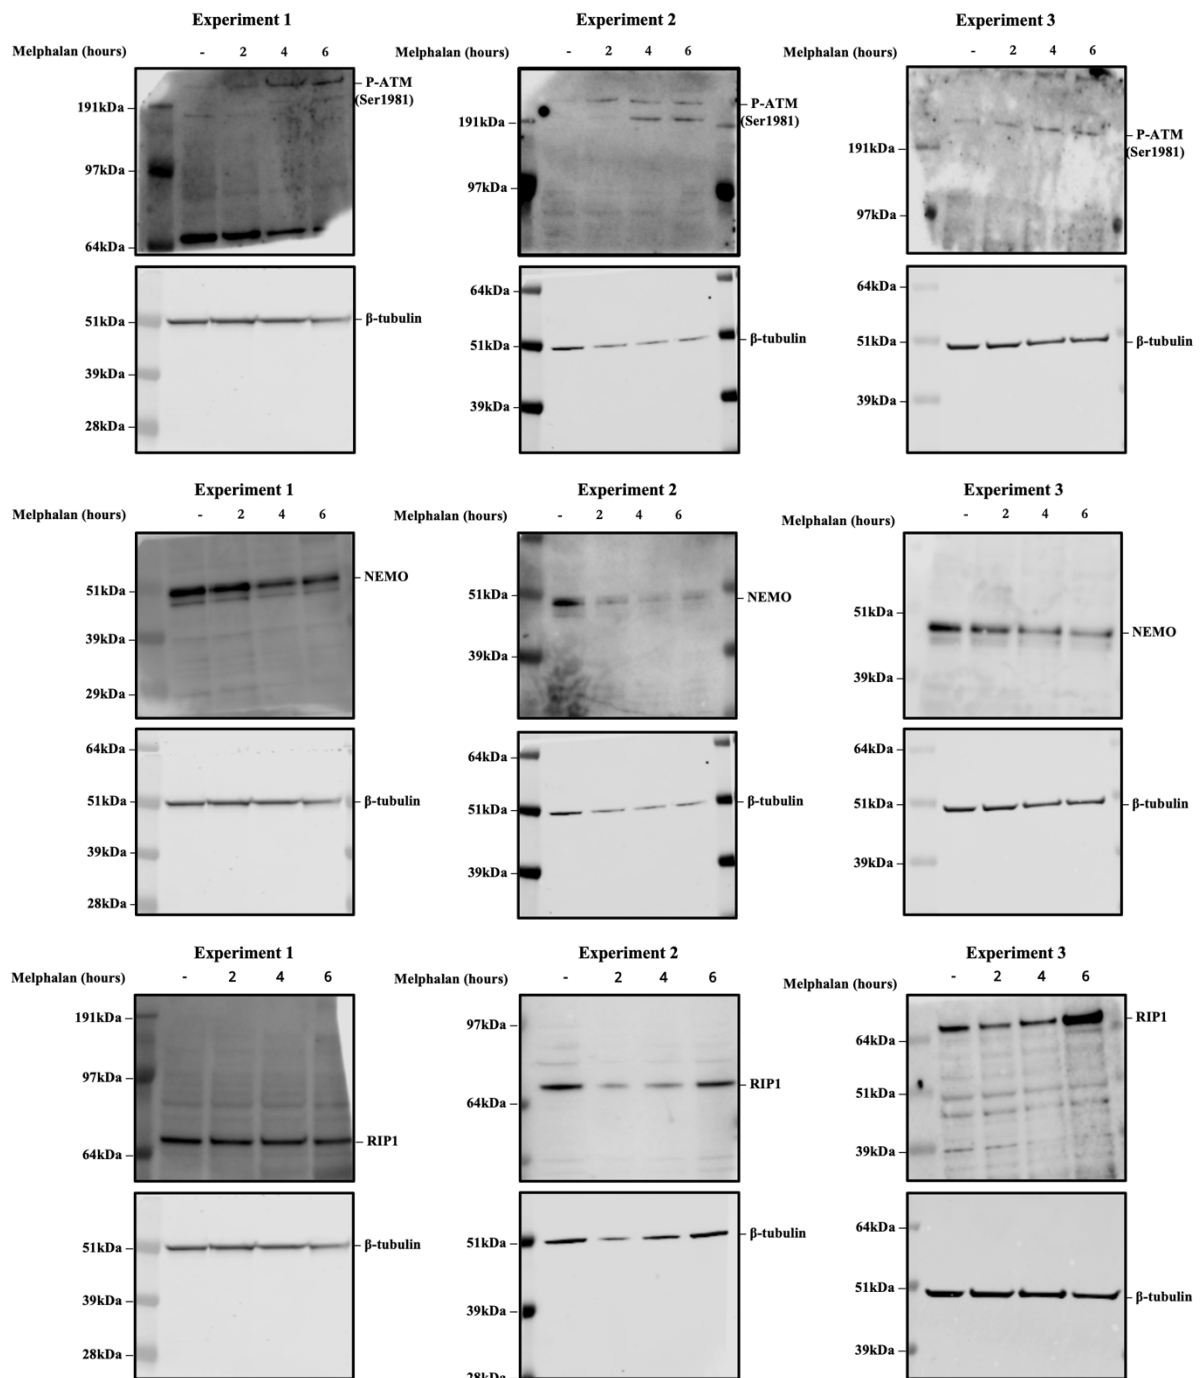 Experiment 1
Melphalan (hours) - 2 4 6
P-ATM
(Ser1981)
191kDa
97kDa
64kDa
51kDa
β-tubulin
39kDa
28kDa
Experiment 2
Melphalan (hours) - 2 4 6
P-ATM
(Ser1981)
191kDa
97kDa
64kDa
51kDa
β-tubulin
39kDa
Experiment 3
Melphalan (hours) - 2 4 6
P-ATM
(Ser1981)
191kDa
97kDa
64kDa
51kDa
β-tubulin
39kDa
Experiment 1
Melphalan (hours) - 2 4 6
NEMO
51kDa
39kDa
29kDa
64kDa
51kDa
β-tubulin
39kDa
28kDa
Experiment 2
Melphalan (hours) - 2 4 6
51kDa
NEMO
39kDa
64kDa
51kDa
β-tubulin
39kDa
Experiment 3
Melphalan (hours) - 2 4 6
51kDa
NEMO
39kDa
64kDa
51kDa
β-tubulin
39kDa
Experiment 1
Melphalan (hours) - 2 4 6
191kDa
97kDa
RIP1
64kDa
51kDa
β-tubulin
39kDa
28kDa
Experiment 2
Melphalan (hours) - 2 4 6
97kDa
RIP1
64kDa
51kDa
β-tubulin
39kDa
28kDa
Experiment 3
Melphalan (hours) - 2 4 6
RIP1
64kDa
51kDa
39kDa
64kDa
51kDa
β-tubulin
39kDa